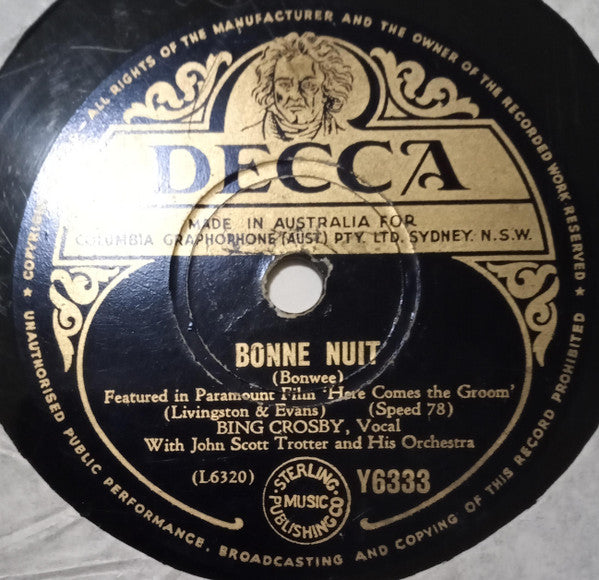 ALL RIGHTS OF THE MANUFACTURER AND THE OWNER OF THE RECORDED WORK RESERVED
DECCA
MADE IN AUSTRALIA FOR
COLUMBIA GRAPHOPHONE (AUST.) PTY. LTD. SYDNEY. N.S.W.
BONNE NUIT
(Bonwee)
Featured in Paramount Film 'Here Comes the Groom'
(Livingston & Evans) (Speed 78)
BING CROSBY, Vocal
With John Scott Trotter and His Orchestra
(L6320)
STERLING MUSIC PUBLISHING CO
Y6333
UNAUTHORISED PUBLIC PERFORMANCE, BROADCASTING AND COPYING OF THIS RECORD PROHIBITED